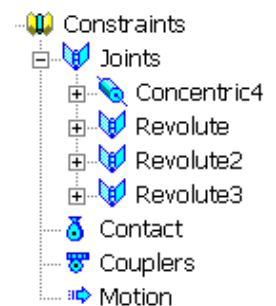 Constraints
Joints
Concentric4
Revolute
Revolute2
Revolute3
Contact
Couplers
Motion